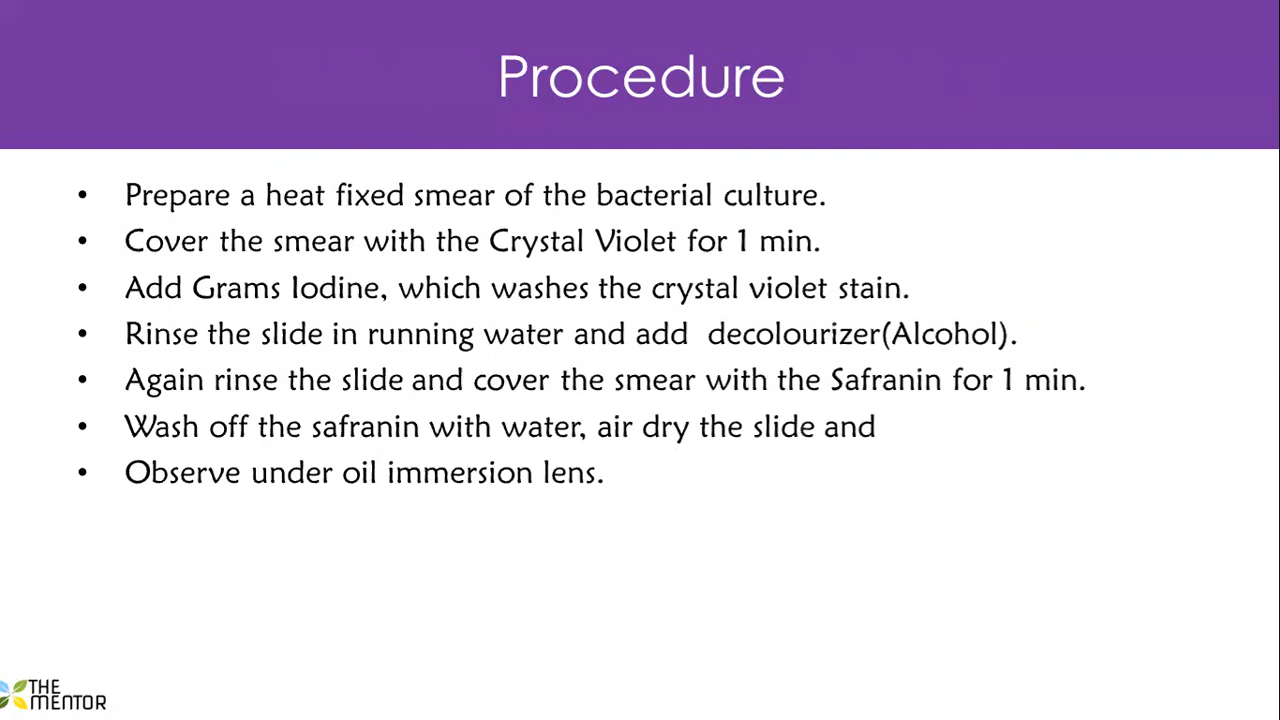 Procedure
• Prepare a heat fixed smear of the bacterial culture.
• Cover the smear with the Crystal Violet for 1 min.
• Add Grams Iodine, which washes the crystal violet stain.
• Rinse the slide in running water and add  decolourizer(Alcohol).
• Again rinse the slide and cover the smear with the Safranin for 1 min.
• Wash off the safranin with water, air dry the slide and
• Observe under oil immersion lens.
THE
MENTOR